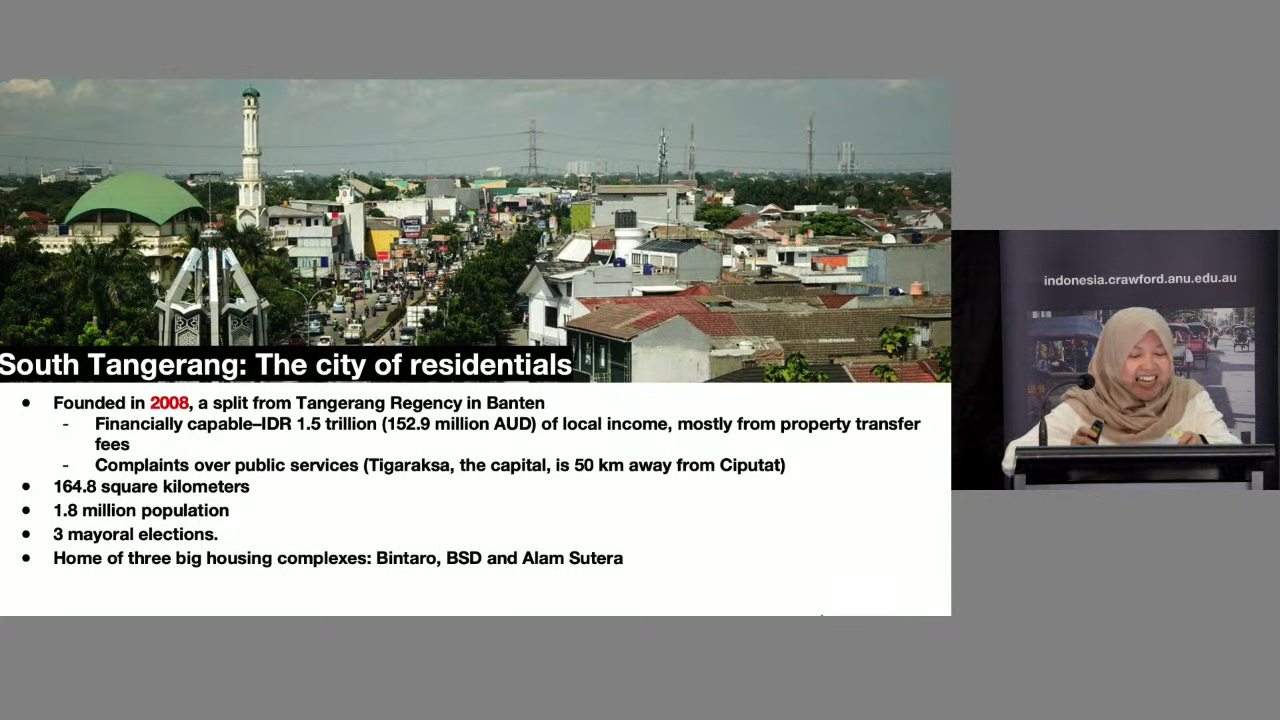 South Tangerang: The city of residentials
● Founded in 2008, a split from Tangerang Regency in Banten
- Financially capable–IDR 1.5 trillion (152.9 million AUD) of local income, mostly from property transfer
fees
- Complaints over public services (Tigaraksa, the capital, is 50 km away from Ciputat)
● 164.8 square kilometers
● 1.8 million population
● 3 mayoral elections.
● Home of three big housing complexes: Bintaro, BSD and Alam Sutera
indonesia.crawford.anu.edu.au